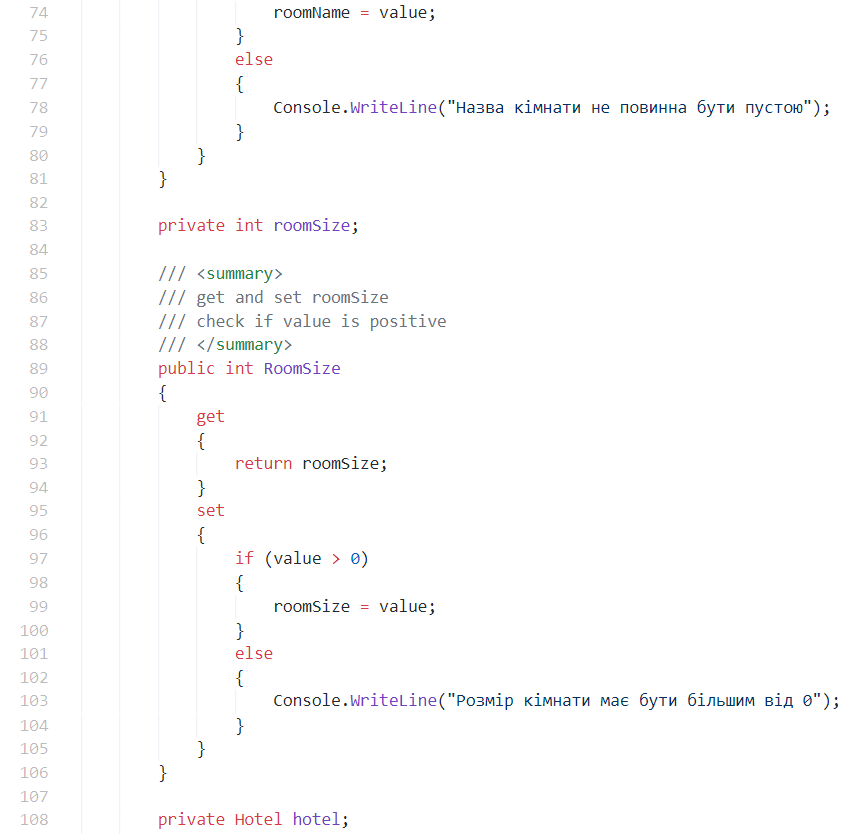 74 roomName = value;
75 }
76 else
77 {
78 Console.WriteLine("Назва кімнати не повинна бути пустою");
79 }
80 }
81 }
82
83 private int roomSize;
84
85 /// <summary>
86 /// get and set roomSize
87 /// check if value is positive
88 /// </summary>
89 public int RoomSize
90 {
91 get
92 {
93 return roomSize;
94 }
95 set
96 {
97 if (value > 0)
98 {
99 roomSize = value;
100 }
101 else
102 {
103 Console.WriteLine("Розмір кімнати має бути більшим від 0");
104 }
105 }
106 }
107
108 private Hotel hotel;